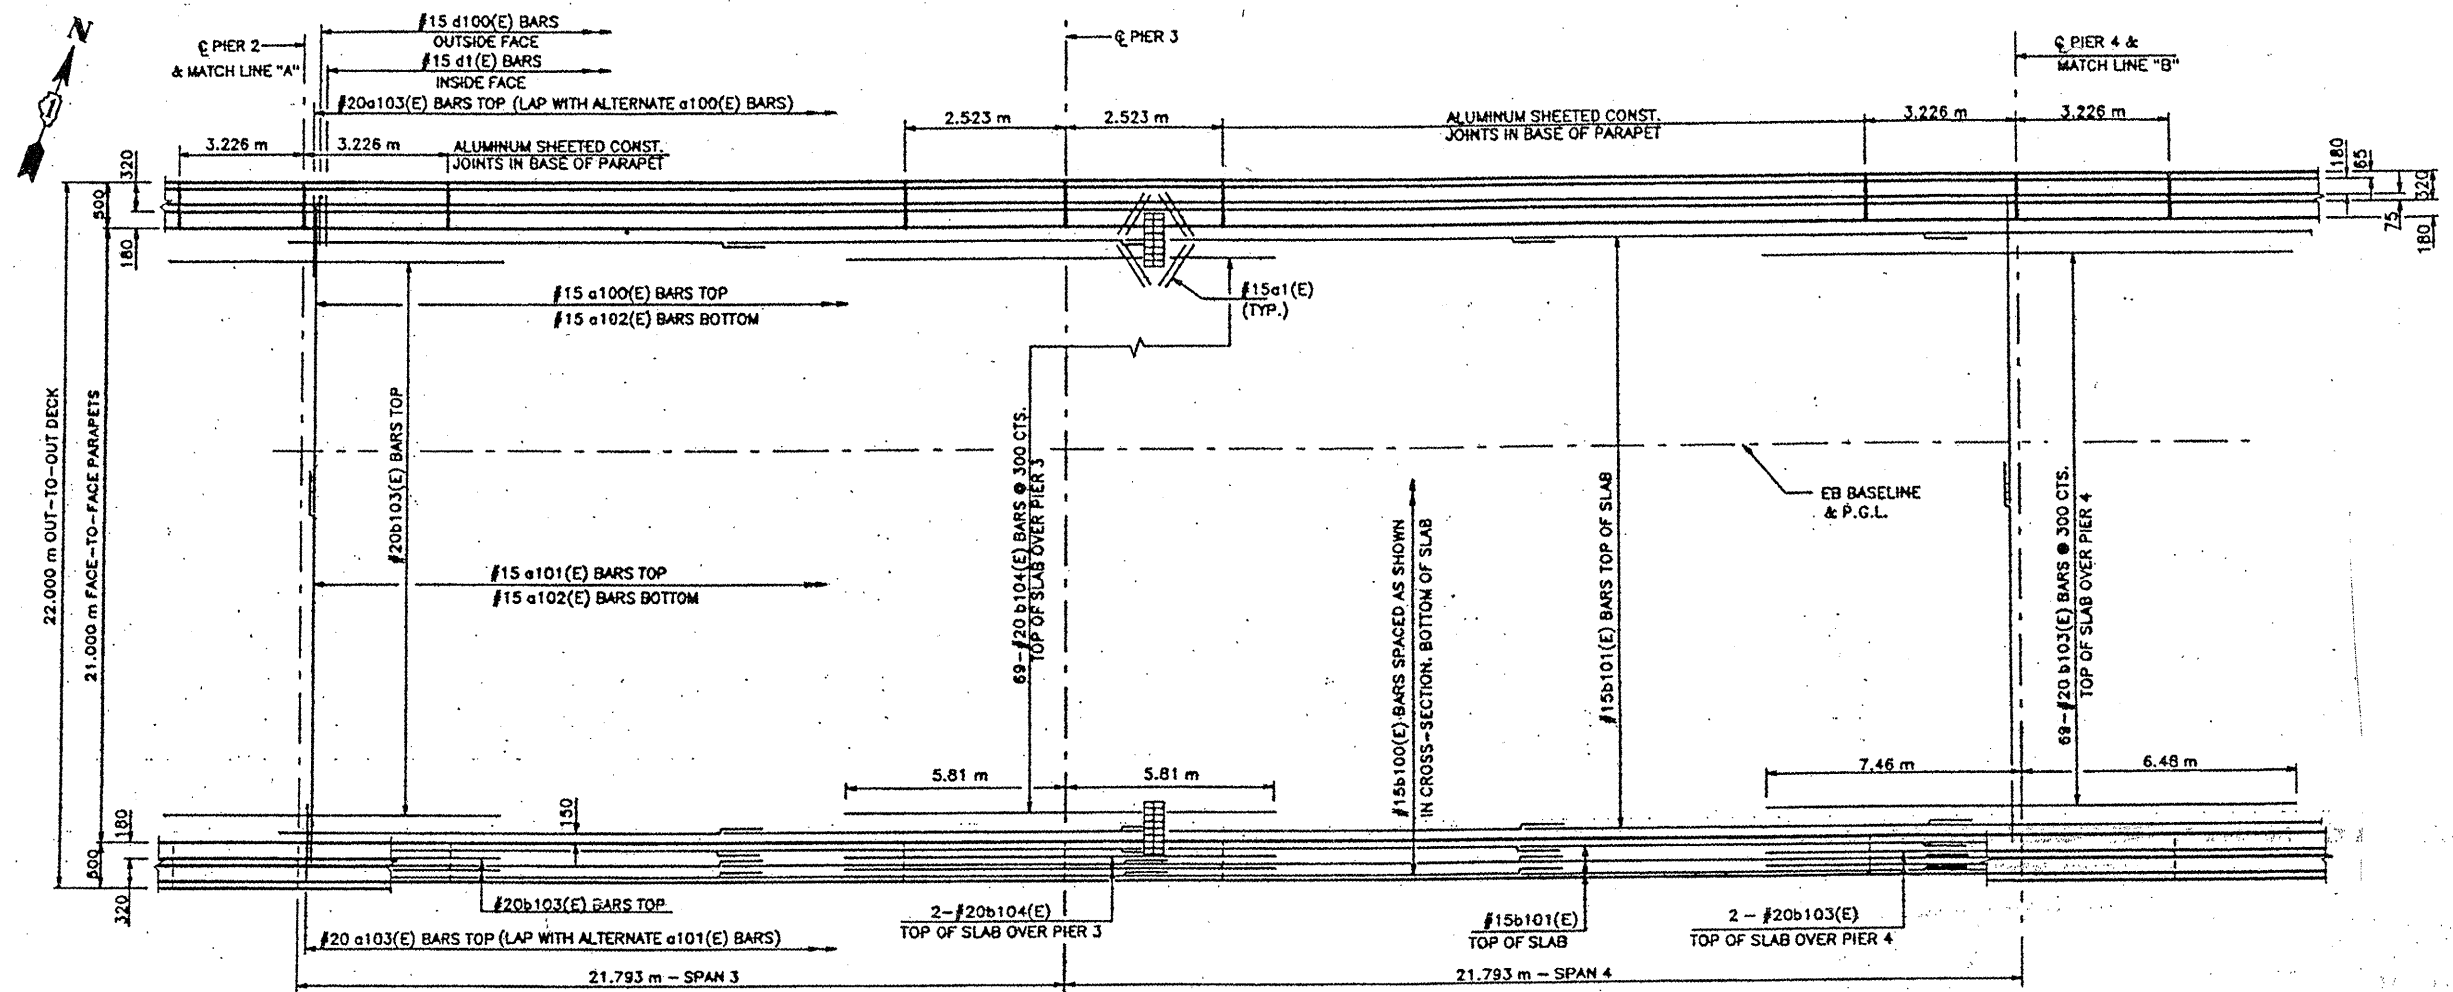 N
1
℄ PIER 2
& MATCH LINE "A"
#15 d100(E) BARS
OUTSIDE FACE
#15 d1(E) BARS
INSIDE FACE
#20a103(E) BARS TOP (LAP WITH ALTERNATE a100(E) BARS)
℄ PIER 3
℄ PIER 4 &
MATCH LINE "B"
3.226 m
3.226 m
ALUMINUM SHEETED CONST.
JOINTS IN BASE OF PARAPET
2.523 m
2.523 m
ALUMINUM SHEETED CONST.
JOINTS IN BASE OF PARAPET
3.226 m
3.226 m
320
500
180
180
65
320
75
180
#15 a100(E) BARS TOP
#15 a102(E) BARS BOTTOM
#15a1(E)
(TYP.)
22.000 m OUT-TO-OUT DECK
21.000 m FACE-TO-FACE PARAPETS
#20b103(E) BARS TOP
69-#20 b104(E) BARS @ 300 CTS.
TOP OF SLAB OVER PIER 3
#15b100(E) BARS SPACED AS SHOWN
IN CROSS-SECTION. BOTTOM OF SLAB
#15b101(E) BARS TOP OF SLAB
EB BASELINE
& P.G.L.
69-#20 b103(E) BARS @ 300 CTS.
TOP OF SLAB OVER PIER 4
#15 a101(E) BARS TOP
#15 a102(E) BARS BOTTOM
5.81 m
5.81 m
7.46 m
6.48 m
180
500
320
150
#20b103(E) BARS TOP
2-#20b104(E)
TOP OF SLAB OVER PIER 3
#15b101(E)
TOP OF SLAB
2 - #20b103(E)
TOP OF SLAB OVER PIER 4
#20 a103(E) BARS TOP (LAP WITH ALTERNATE a101(E) BARS)
21.793 m - SPAN 3
21.793 m - SPAN 4